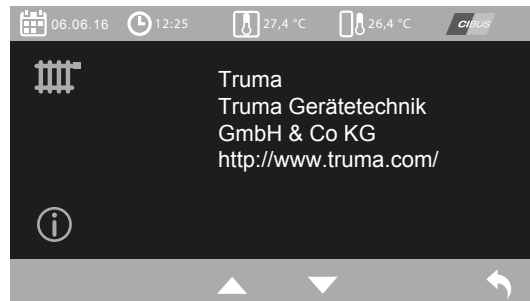 06.06.16 12:25 27,4 °C 26,4 °C CIBUS
Truma
Truma Gerätetechnik
GmbH & Co KG
http://www.truma.com/